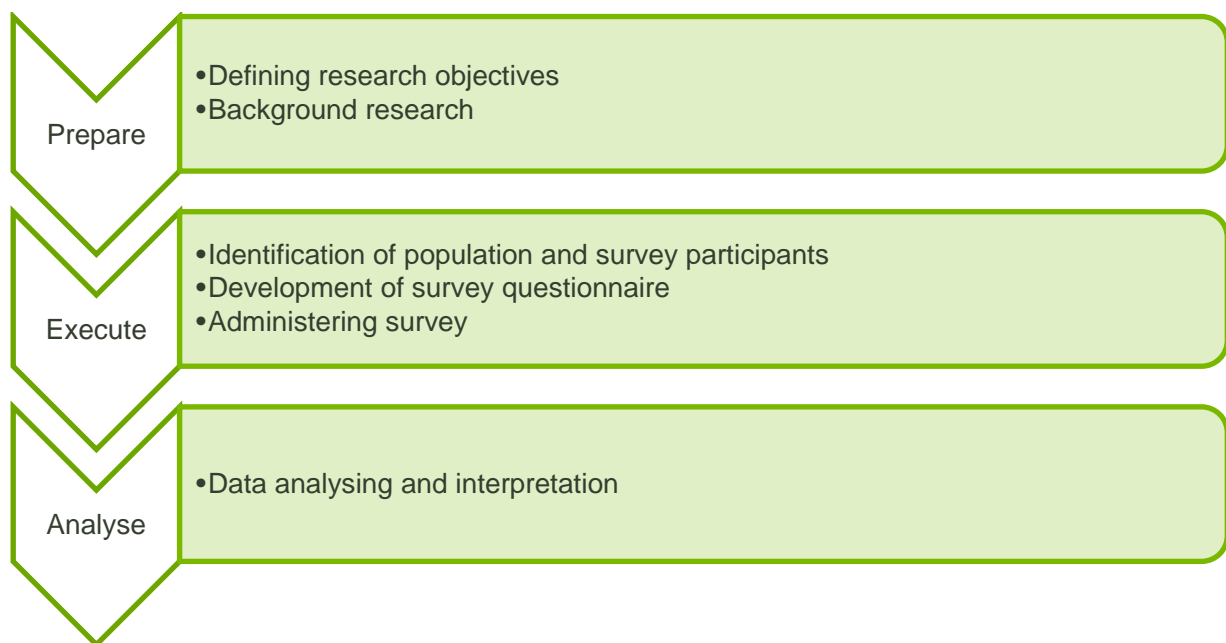 Prepare
•Defining research objectives
•Background research
Execute
•Identification of population and survey participants
•Development of survey questionnaire
•Administering survey
Analyse
•Data analysing and interpretation